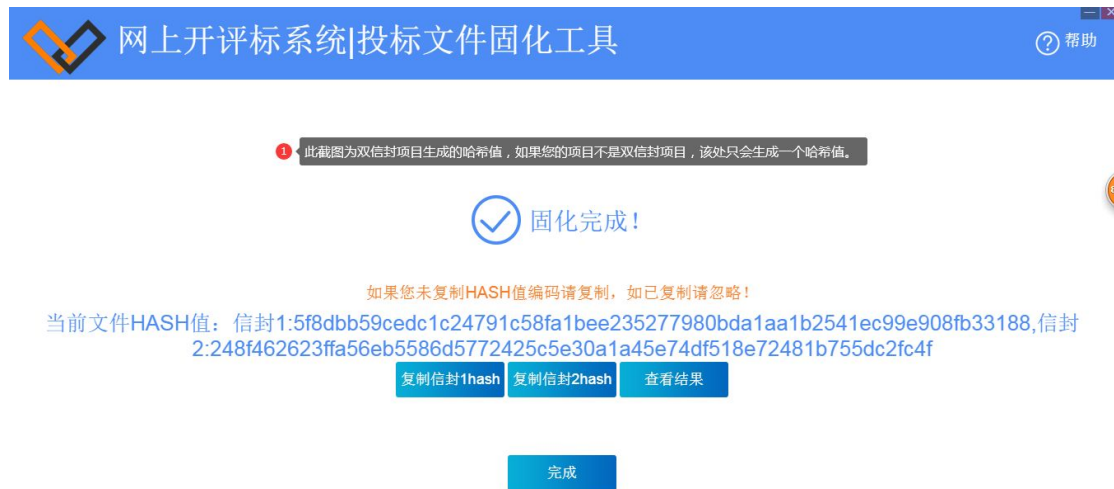 网上开评标系统|投标文件固化工具
帮助
1 此截图为双信封项目生成的哈希值，如果您的项目不是双信封项目，该处只会生成一个哈希值。
固化完成！
如果您未复制HASH值编码请复制，如已复制请忽略！
当前文件HASH值：信封1:5f8dbb59cedc1c24791c58fa1bee235277980bda1aa1b2541ec99e908fb33188,信封
2:248f462623ffa56eb5586d5772425c5e30a1a45e74df518e72481b755dc2fc4f
复制信封1hash 复制信封2hash 查看结果
完成